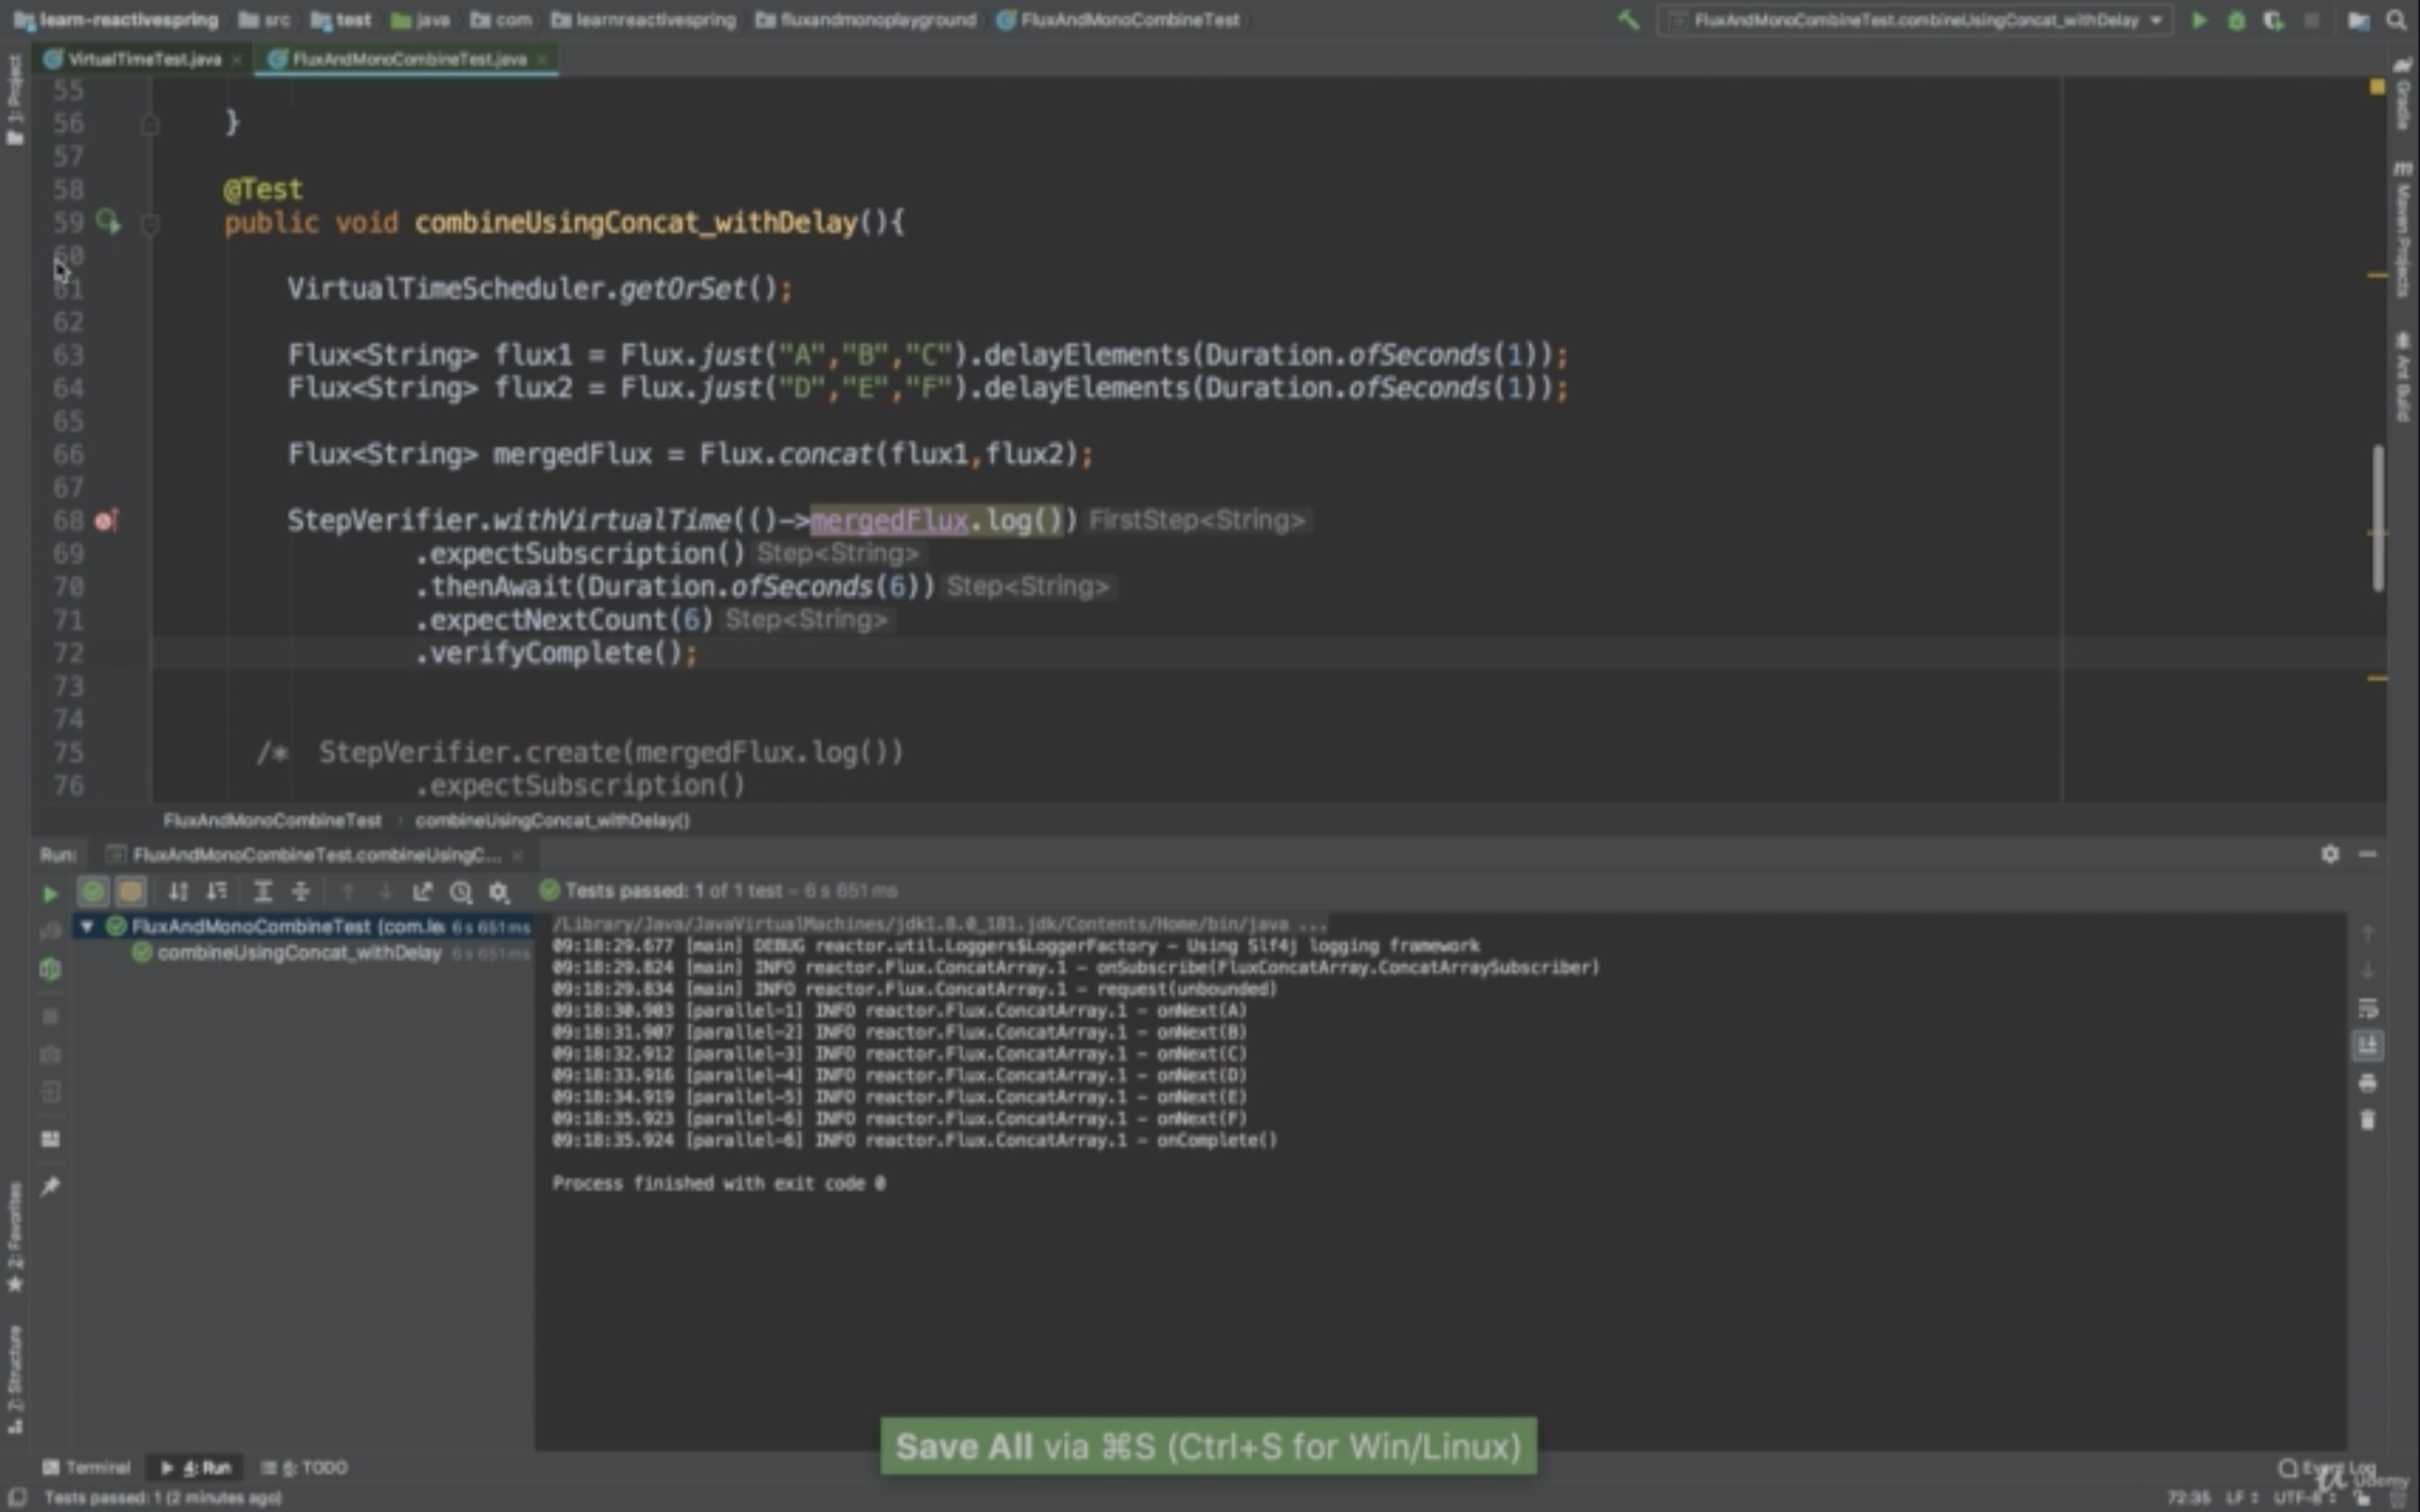 learn-reactivespring src test java com learnreactivespring fluxandmonoplayground FluxAndMonoCombineTest FluxAndMonoCombineTest.combineUsingConcat_withDelay
VirtualTimeTest.java FluxAndMonoCombineTest.java
1: Project
Gradle
Maven Projects
Ant Build
55
56 }
57
58 @Test
59 public void combineUsingConcat_withDelay(){
60
61 VirtualTimeScheduler.getOrSet();
62
63 Flux<String> flux1 = Flux.just("A","B","C").delayElements(Duration.ofSeconds(1));
64 Flux<String> flux2 = Flux.just("D","E","F").delayElements(Duration.ofSeconds(1));
65
66 Flux<String> mergedFlux = Flux.concat(flux1,flux2);
67
68 StepVerifier.withVirtualTime(()->mergedFlux.log()) FirstStep<String>
69 .expectSubscription() Step<String>
70 .thenAwait(Duration.ofSeconds(6)) Step<String>
71 .expectNextCount(6) Step<String>
72 .verifyComplete();
73
74
75 /* StepVerifier.create(mergedFlux.log())
76 .expectSubscription()
FluxAndMonoCombineTest › combineUsingConcat_withDelay()
Run: FluxAndMonoCombineTest.combineUsingC...
Tests passed: 1 of 1 test – 6 s 651 ms
FluxAndMonoCombineTest (com.le 6 s 651 ms
combineUsingConcat_withDelay 6 s 651 ms
/Library/Java/JavaVirtualMachines/jdk1.8.0_181.jdk/Contents/Home/bin/java ...
09:18:29.677 [main] DEBUG reactor.util.Loggers$LoggerFactory - Using Slf4j logging framework
09:18:29.824 [main] INFO reactor.Flux.ConcatArray.1 - onSubscribe(FluxConcatArray.ConcatArraySubscriber)
09:18:29.834 [main] INFO reactor.Flux.ConcatArray.1 - request(unbounded)
09:18:30.903 [parallel-1] INFO reactor.Flux.ConcatArray.1 - onNext(A)
09:18:31.907 [parallel-2] INFO reactor.Flux.ConcatArray.1 - onNext(B)
09:18:32.912 [parallel-3] INFO reactor.Flux.ConcatArray.1 - onNext(C)
09:18:33.916 [parallel-4] INFO reactor.Flux.ConcatArray.1 - onNext(D)
09:18:34.919 [parallel-5] INFO reactor.Flux.ConcatArray.1 - onNext(E)
09:18:35.923 [parallel-6] INFO reactor.Flux.ConcatArray.1 - onNext(F)
09:18:35.924 [parallel-6] INFO reactor.Flux.ConcatArray.1 - onComplete()
Process finished with exit code 0
2: Favorites
7: Structure
Save All via ⌘S (Ctrl+S for Win/Linux)
Terminal 4: Run 6: TODO
Event Log
Udemy
Tests passed: 1 (2 minutes ago)
72:35 LF UTF-8